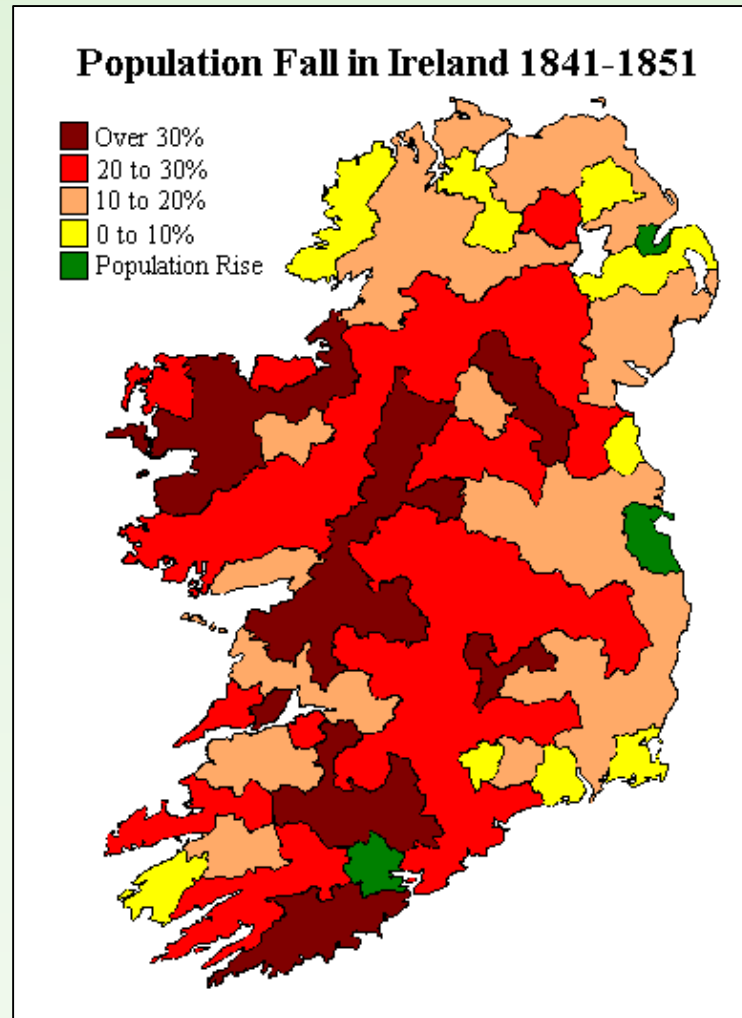 Population Fall in Ireland 1841-1851
Over 30%
20 to 30%
10 to 20%
0 to 10%
Population Rise